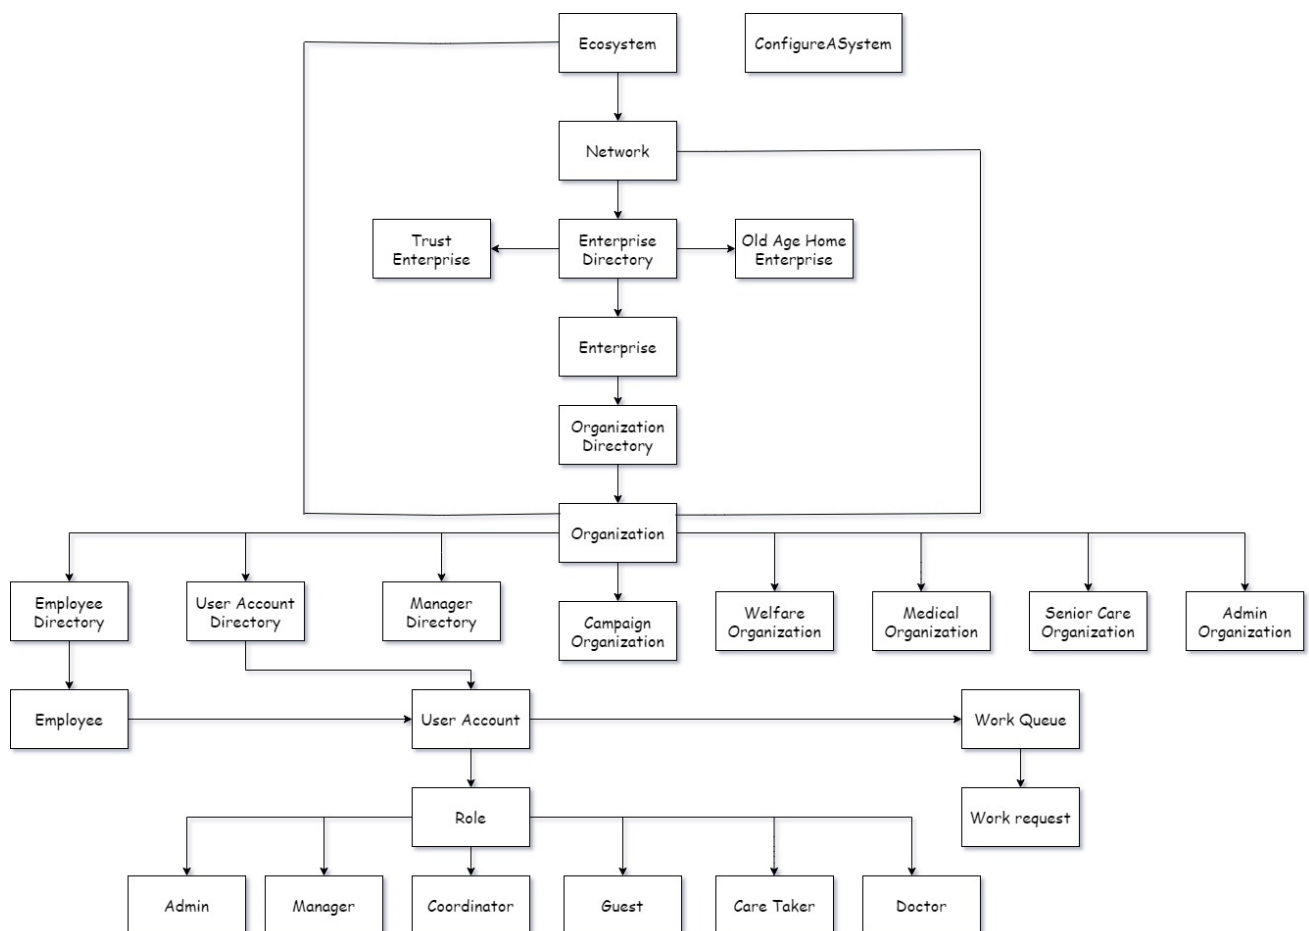 Ecosystem
ConfigureASystem
Network
Trust
Enterprise
Enterprise
Directory
Old Age Home
Enterprise
Enterprise
Organization
Directory
Organization
Employee
Directory
User Account
Directory
Manager
Directory
Campaign
Organization
Welfare
Organization
Medical
Organization
Senior Care
Organization
Admin
Organization
Employee
User Account
Work Queue
Role
Work request
Admin
Manager
Coordinator
Guest
Care Taker
Doctor